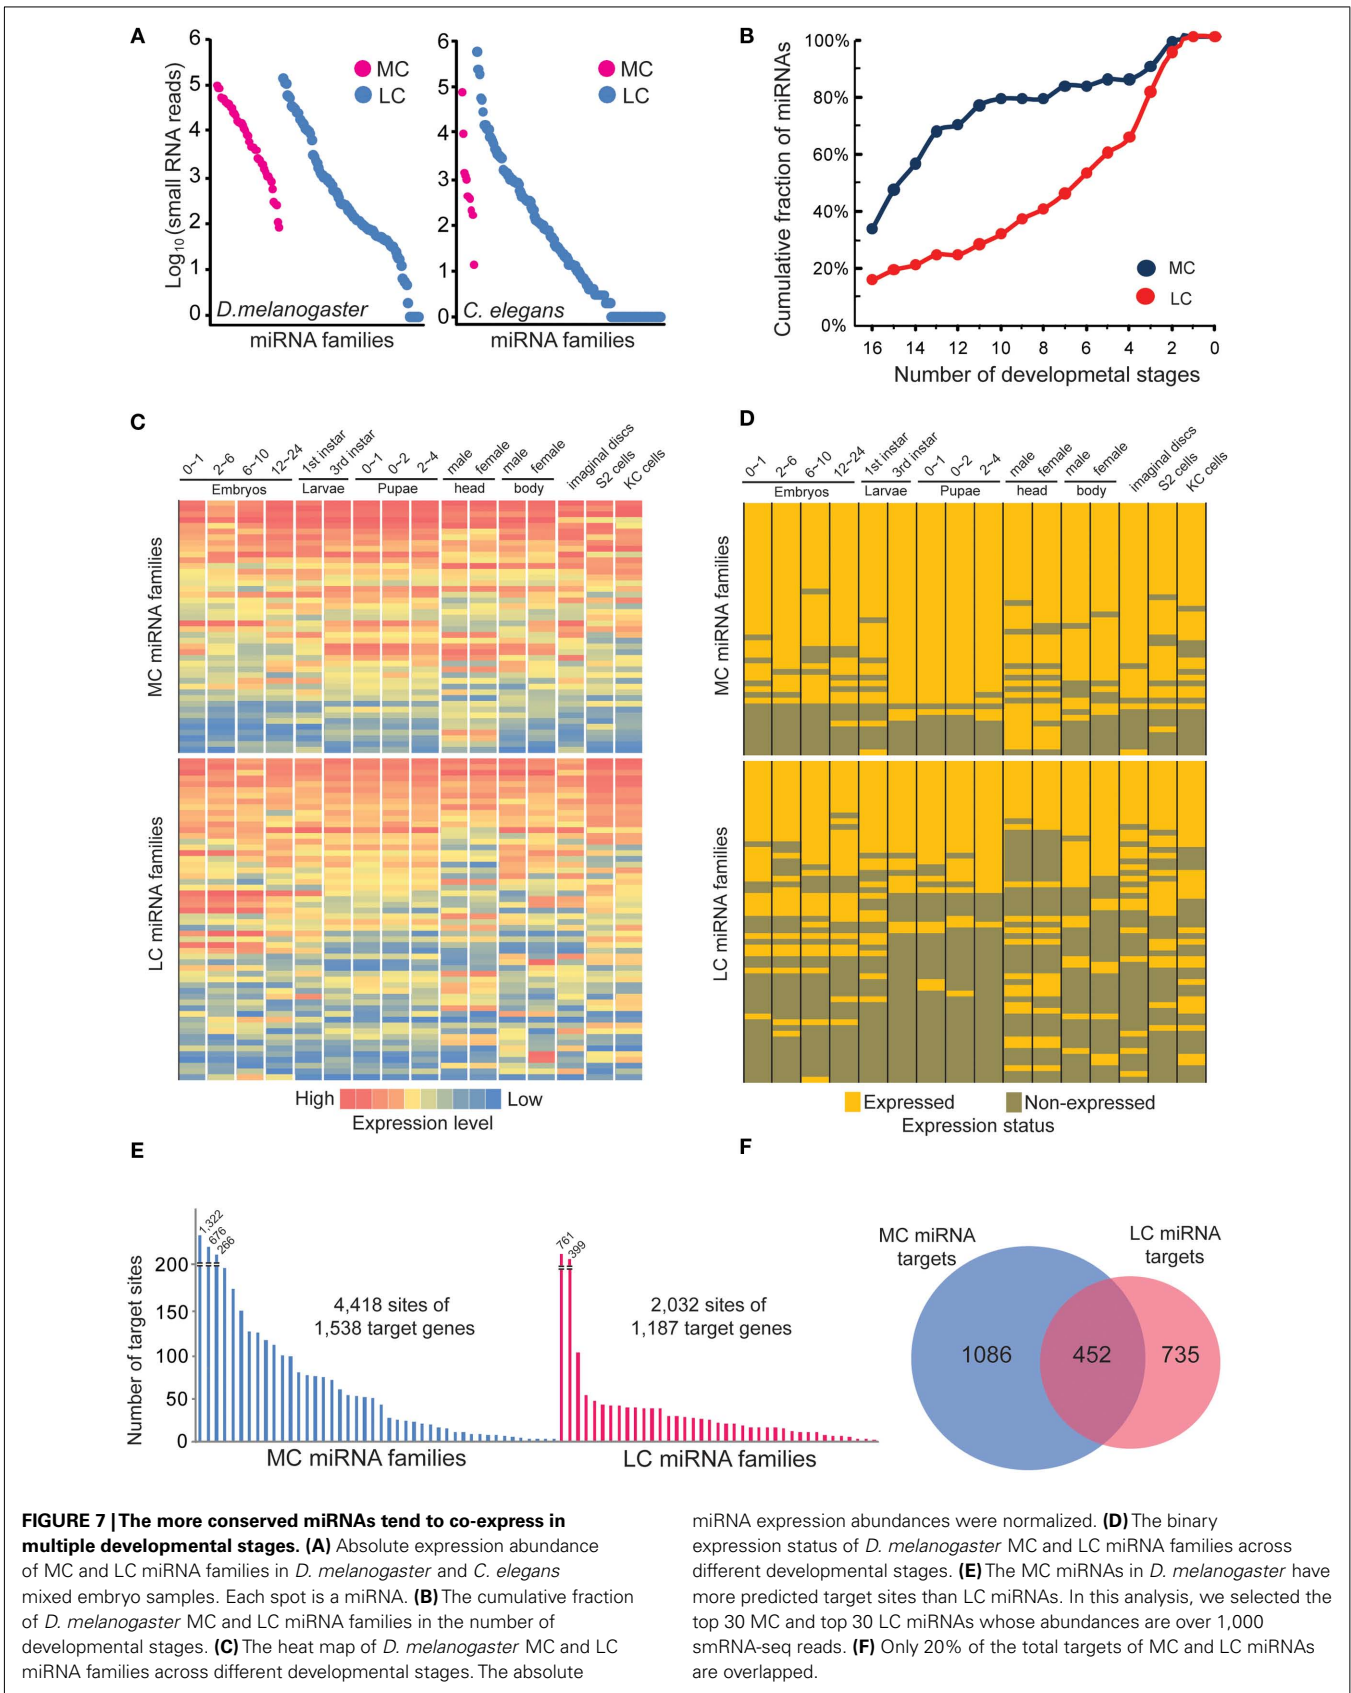 A
6
5
4
3
2
1
0
Log10 (small RNA reads)
MC
LC
D.melanogaster
miRNA families
6
5
4
3
2
1
0
MC
LC
C. elegans
miRNA families
B
100%
80%
60%
40%
20%
0%
Cumulative fraction of miRNAs
MC
LC
16 14 12 10 8 6 4 2 0
Number of developmetal stages
C
0~1 2~6 6~10 12~24 1st instar 3rd instar 0~1 0~2 2~4 male female male female imaginal discs S2 cells KC cells
Embryos Larvae Pupae head body
MC miRNA families
LC miRNA families
High Low
Expression level
D
0~1 2~6 6~10 12~24 1st instar 3rd instar 0~1 0~2 2~4 male female male female imaginal discs S2 cells KC cells
Embryos Larvae Pupae head body
MC miRNA families
LC miRNA families
Expressed Non-expressed
Expression status
E
Number of target sites
200
150
100
50
0
1,322
676
266
4,418 sites of
1,538 target genes
MC miRNA families
761
399
2,032 sites of
1,187 target genes
LC miRNA families
F
MC miRNA
targets
LC miRNA
targets
1086 452 735
FIGURE 7 | The more conserved miRNAs tend to co-express in
multiple developmental stages. (A) Absolute expression abundance
of MC and LC miRNA families in D. melanogaster and C. elegans
mixed embryo samples. Each spot is a miRNA. (B) The cumulative fraction
of D. melanogaster MC and LC miRNA families in the number of
developmental stages. (C) The heat map of D. melanogaster MC and LC
miRNA families across different developmental stages. The absolute
miRNA expression abundances were normalized. (D) The binary
expression status of D. melanogaster MC and LC miRNA families across
different developmental stages. (E) The MC miRNAs in D. melanogaster have
more predicted target sites than LC miRNAs. In this analysis, we selected the
top 30 MC and top 30 LC miRNAs whose abundances are over 1,000
smRNA-seq reads. (F) Only 20% of the total targets of MC and LC miRNAs
are overlapped.